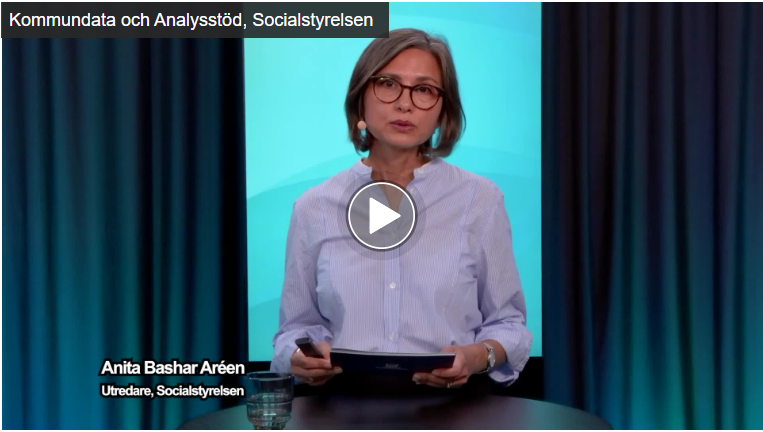 Kommundata och Analysstöd, Socialstyrelsen
Anita Bashar Aréen
Utredare, Socialstyrelsen